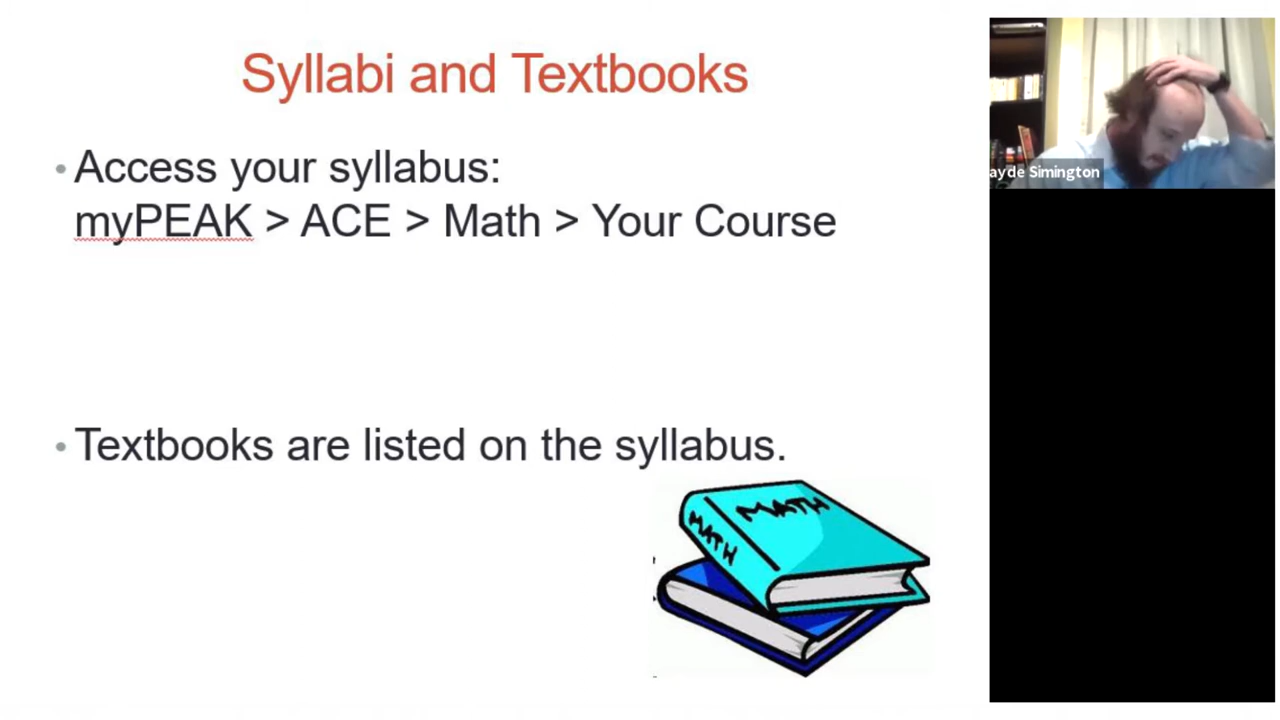 Syllabi and Textbooks
• Access your syllabus:
myPEAK > ACE > Math > Your Course
• Textbooks are listed on the syllabus.
MATH
MATH
ayde Simington